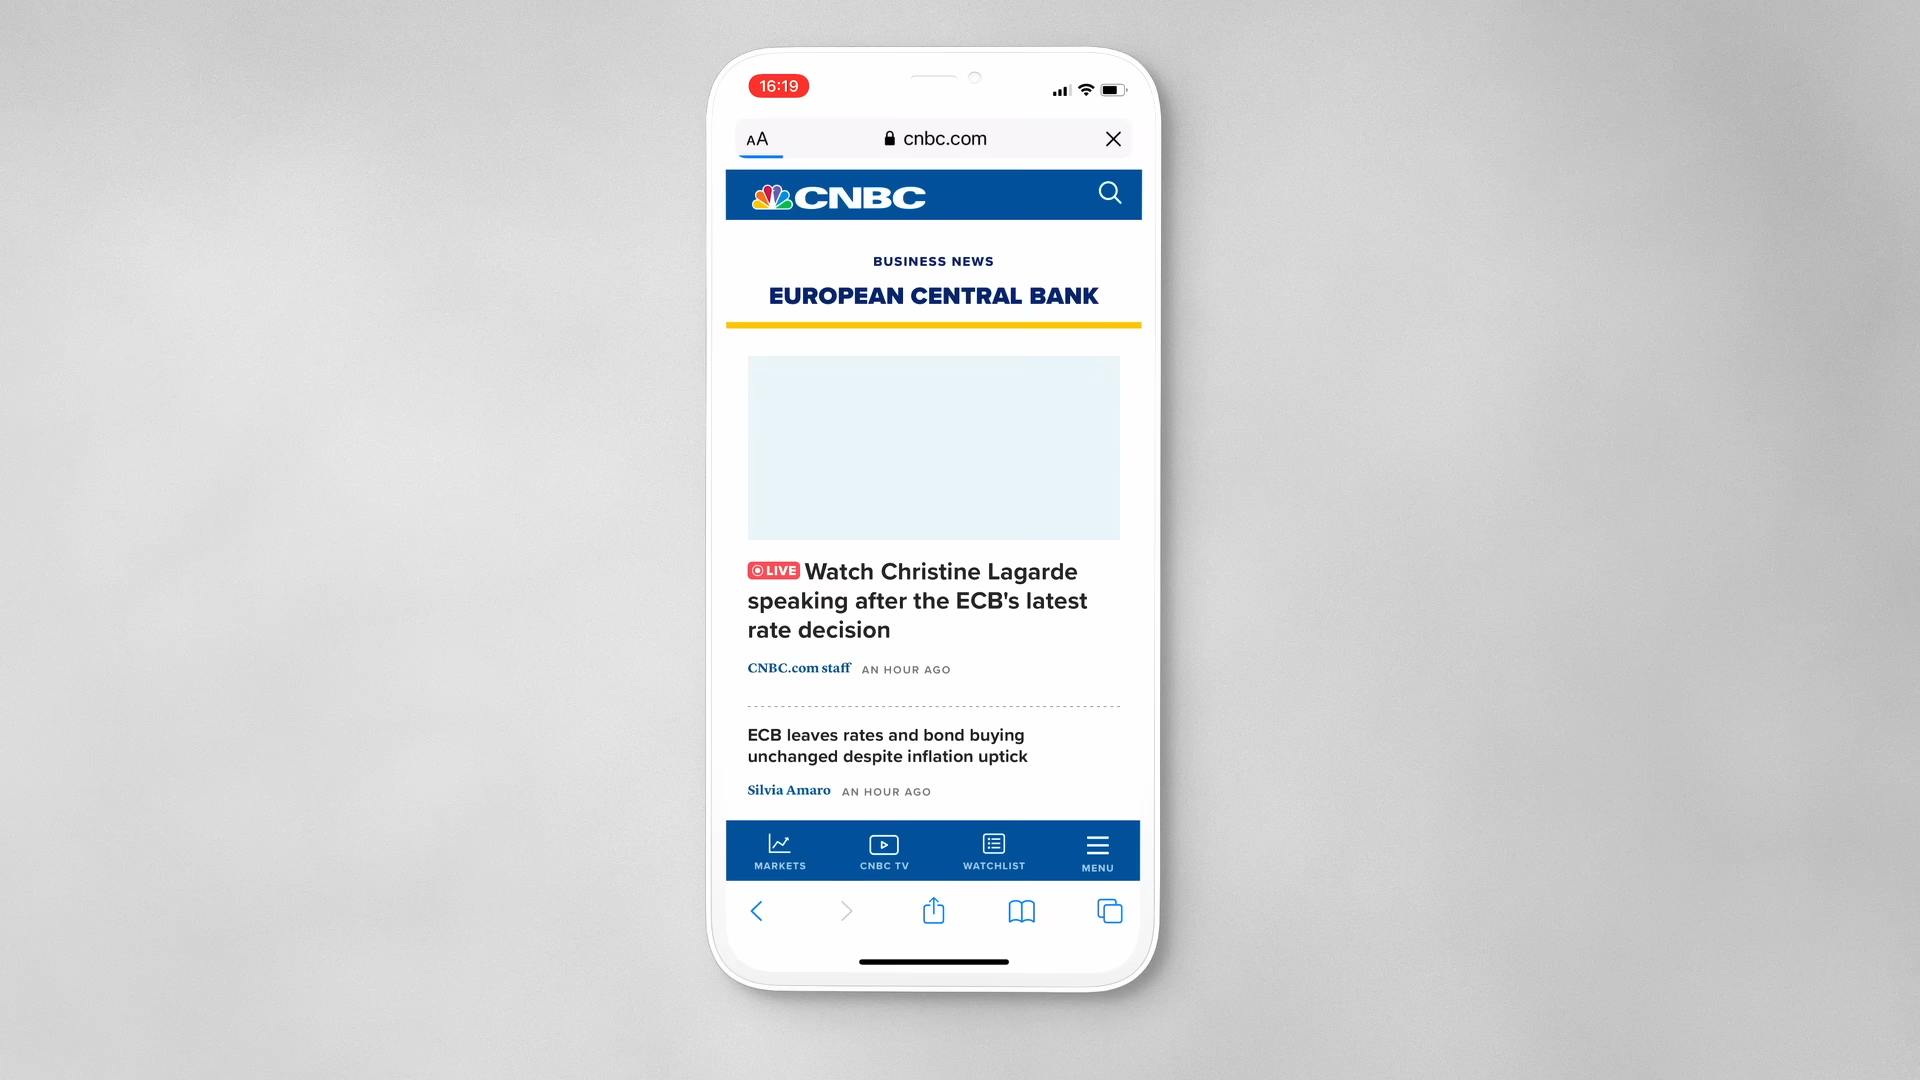 16:19
AA
cnbc.com
CNBC
BUSINESS NEWS
EUROPEAN CENTRAL BANK
LIVE Watch Christine Lagarde
speaking after the ECB's latest
rate decision
CNBC.com staff AN HOUR AGO
ECB leaves rates and bond buying
unchanged despite inflation uptick
Silvia Amaro AN HOUR AGO
MARKETS CNBC TV WATCHLIST MENU